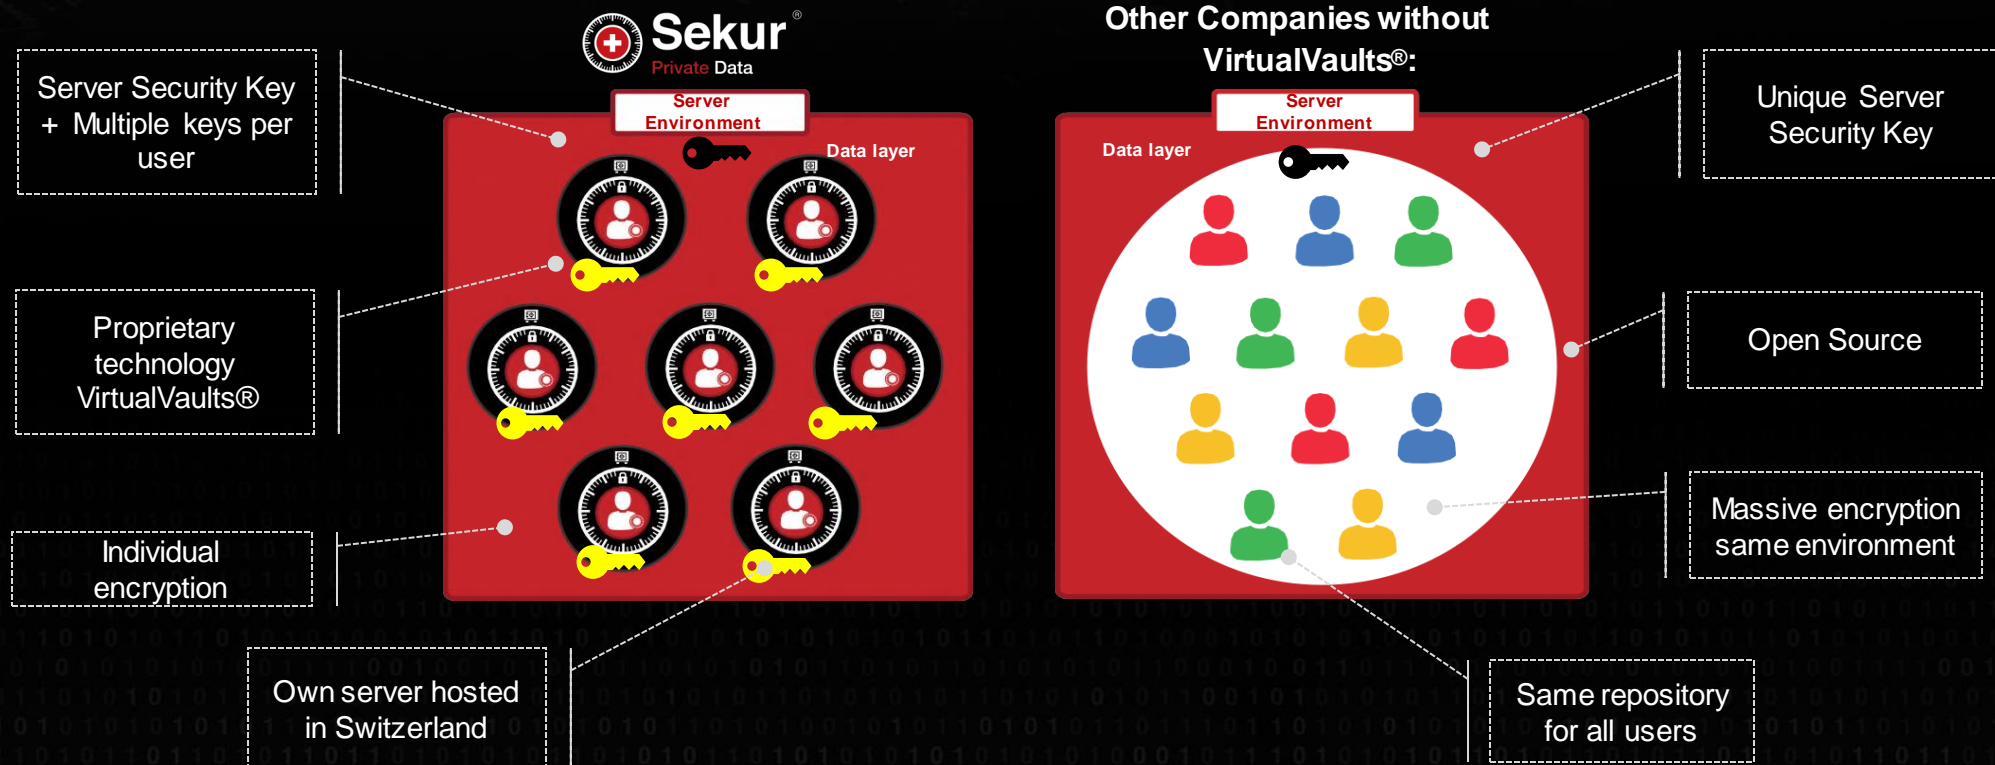 Sekur®
Private Data
Other Companies without
VirtualVaults®:
Server Security Key
+ Multiple keys per
user
Server
Environment
Data layer
Server
Environment
Data layer
Unique Server
Security Key
Proprietary
technology
VirtualVaults®
Open Source
Individual
encryption
Massive encryption
same environment
Own server hosted
in Switzerland
Same repository
for all users